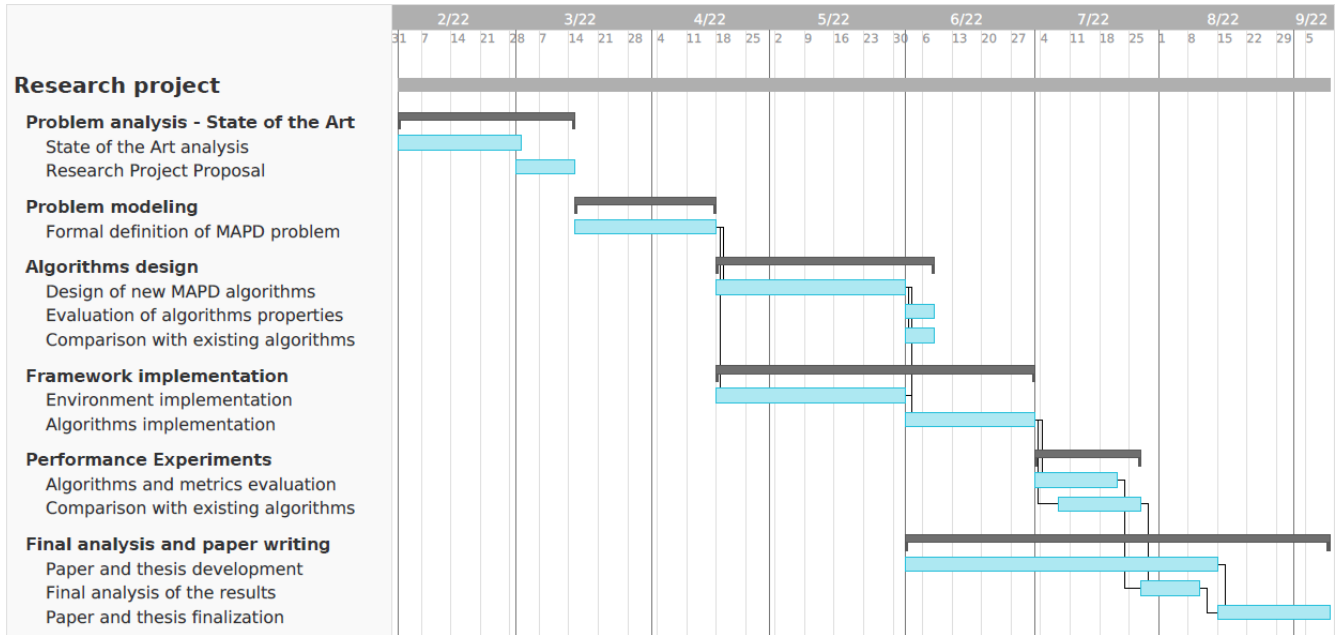 2/22 3/22 4/22 5/22 6/22 7/22 8/22 9/22
31 7 14 21 28 7 14 21 28 4 11 18 25 2 9 16 23 30 6 13 20 27 4 11 18 25 1 8 15 22 29 5
Research project
Problem analysis - State of the Art
State of the Art analysis
Research Project Proposal
Problem modeling
Formal definition of MAPD problem
Algorithms design
Design of new MAPD algorithms
Evaluation of algorithms properties
Comparison with existing algorithms
Framework implementation
Environment implementation
Algorithms implementation
Performance Experiments
Algorithms and metrics evaluation
Comparison with existing algorithms
Final analysis and paper writing
Paper and thesis development
Final analysis of the results
Paper and thesis finalization